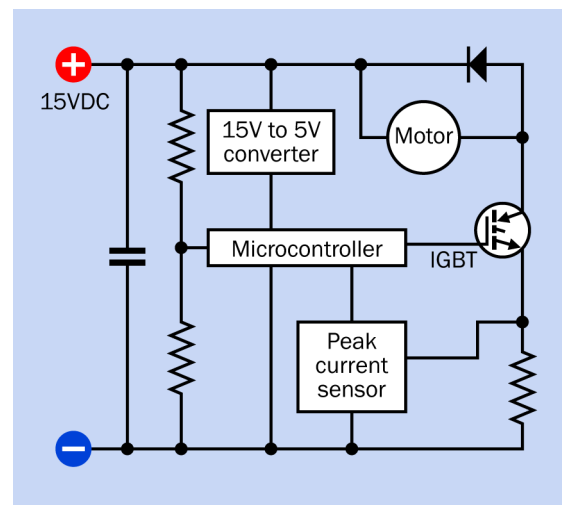 15VDC
15V to 5V
converter
Motor
Microcontroller
IGBT
Peak
current
sensor